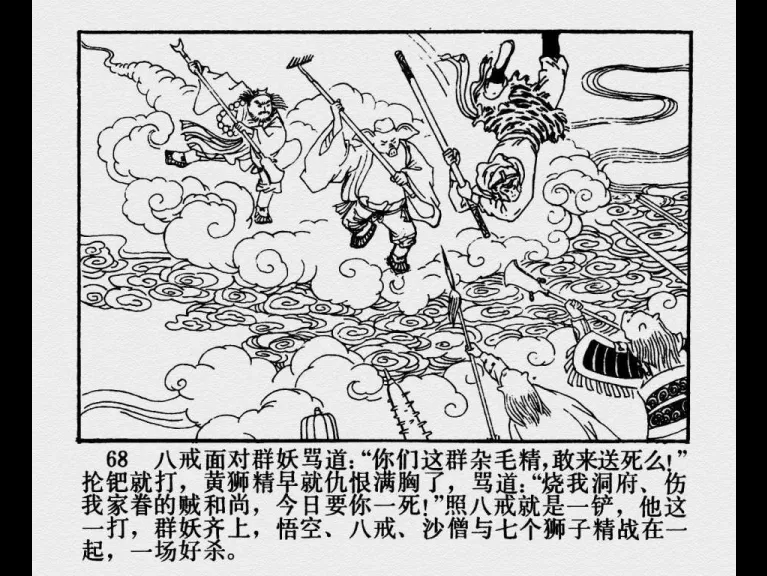 68 八戒面对群妖骂道:“你们这群杂毛精,敢来送死么!”
抡钯就打,黄狮精早就仇恨满胸了,骂道:“烧我洞府、伤
我家眷的贼和尚,今日要你一死!”照八戒就是一铲,他这
一打,群妖齐上,悟空、八戒、沙僧与七个狮子精战在一
起,一场好杀。